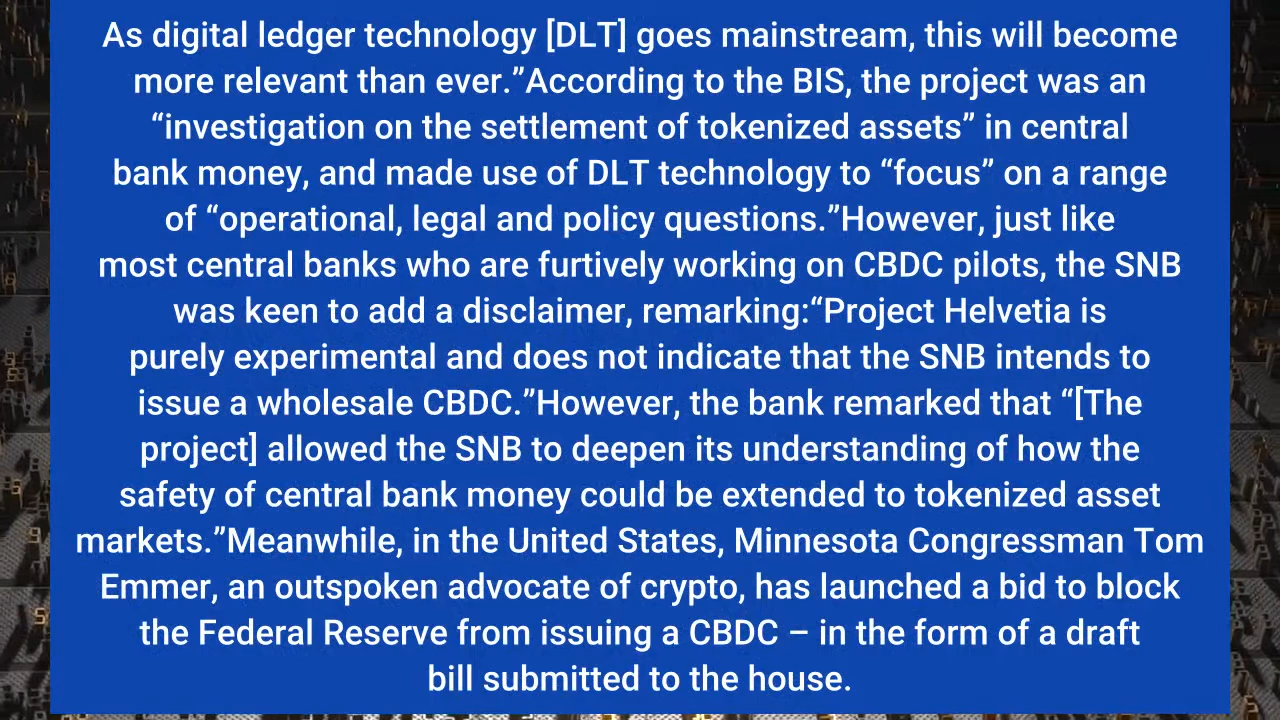 As digital ledger technology [DLT] goes mainstream, this will become
more relevant than ever.”According to the BIS, the project was an
“investigation on the settlement of tokenized assets” in central
bank money, and made use of DLT technology to “focus” on a range
of “operational, legal and policy questions.”However, just like
most central banks who are furtively working on CBDC pilots, the SNB
was keen to add a disclaimer, remarking:“Project Helvetia is
purely experimental and does not indicate that the SNB intends to
issue a wholesale CBDC.”However, the bank remarked that “[The
project] allowed the SNB to deepen its understanding of how the
safety of central bank money could be extended to tokenized asset
markets.”Meanwhile, in the United States, Minnesota Congressman Tom
Emmer, an outspoken advocate of crypto, has launched a bid to block
the Federal Reserve from issuing a CBDC – in the form of a draft
bill submitted to the house.